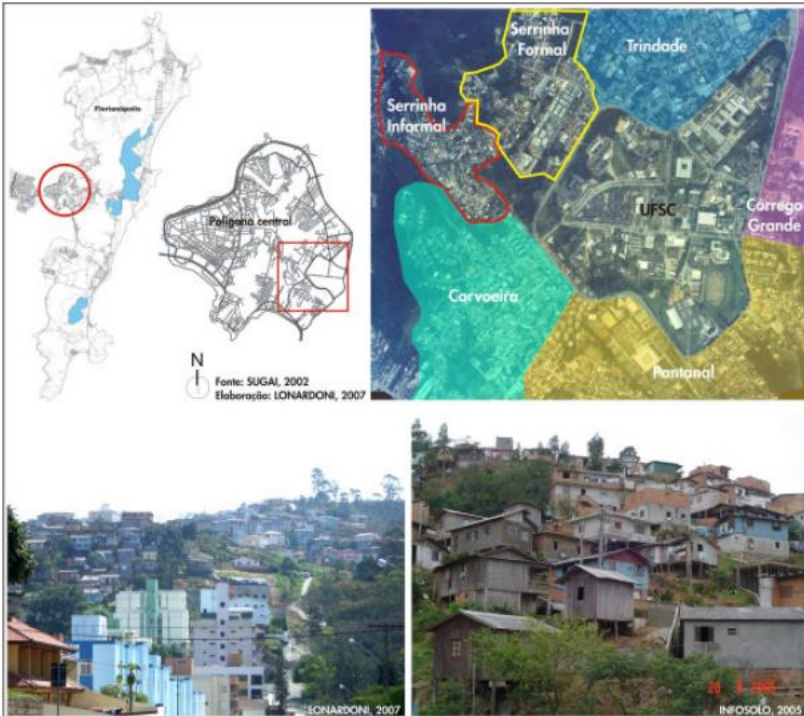 Florianópolis
Polígono central
N
Fonte: SUGAI, 2002
Elaboração: LONARDONI, 2007
Serrinha
Formal
Trindade
Serrinha
Informal
UFSC
Córrego
Grande
Carvoeira
Pantanal
LONARDONI, 2007
INFOSOLO, 2005